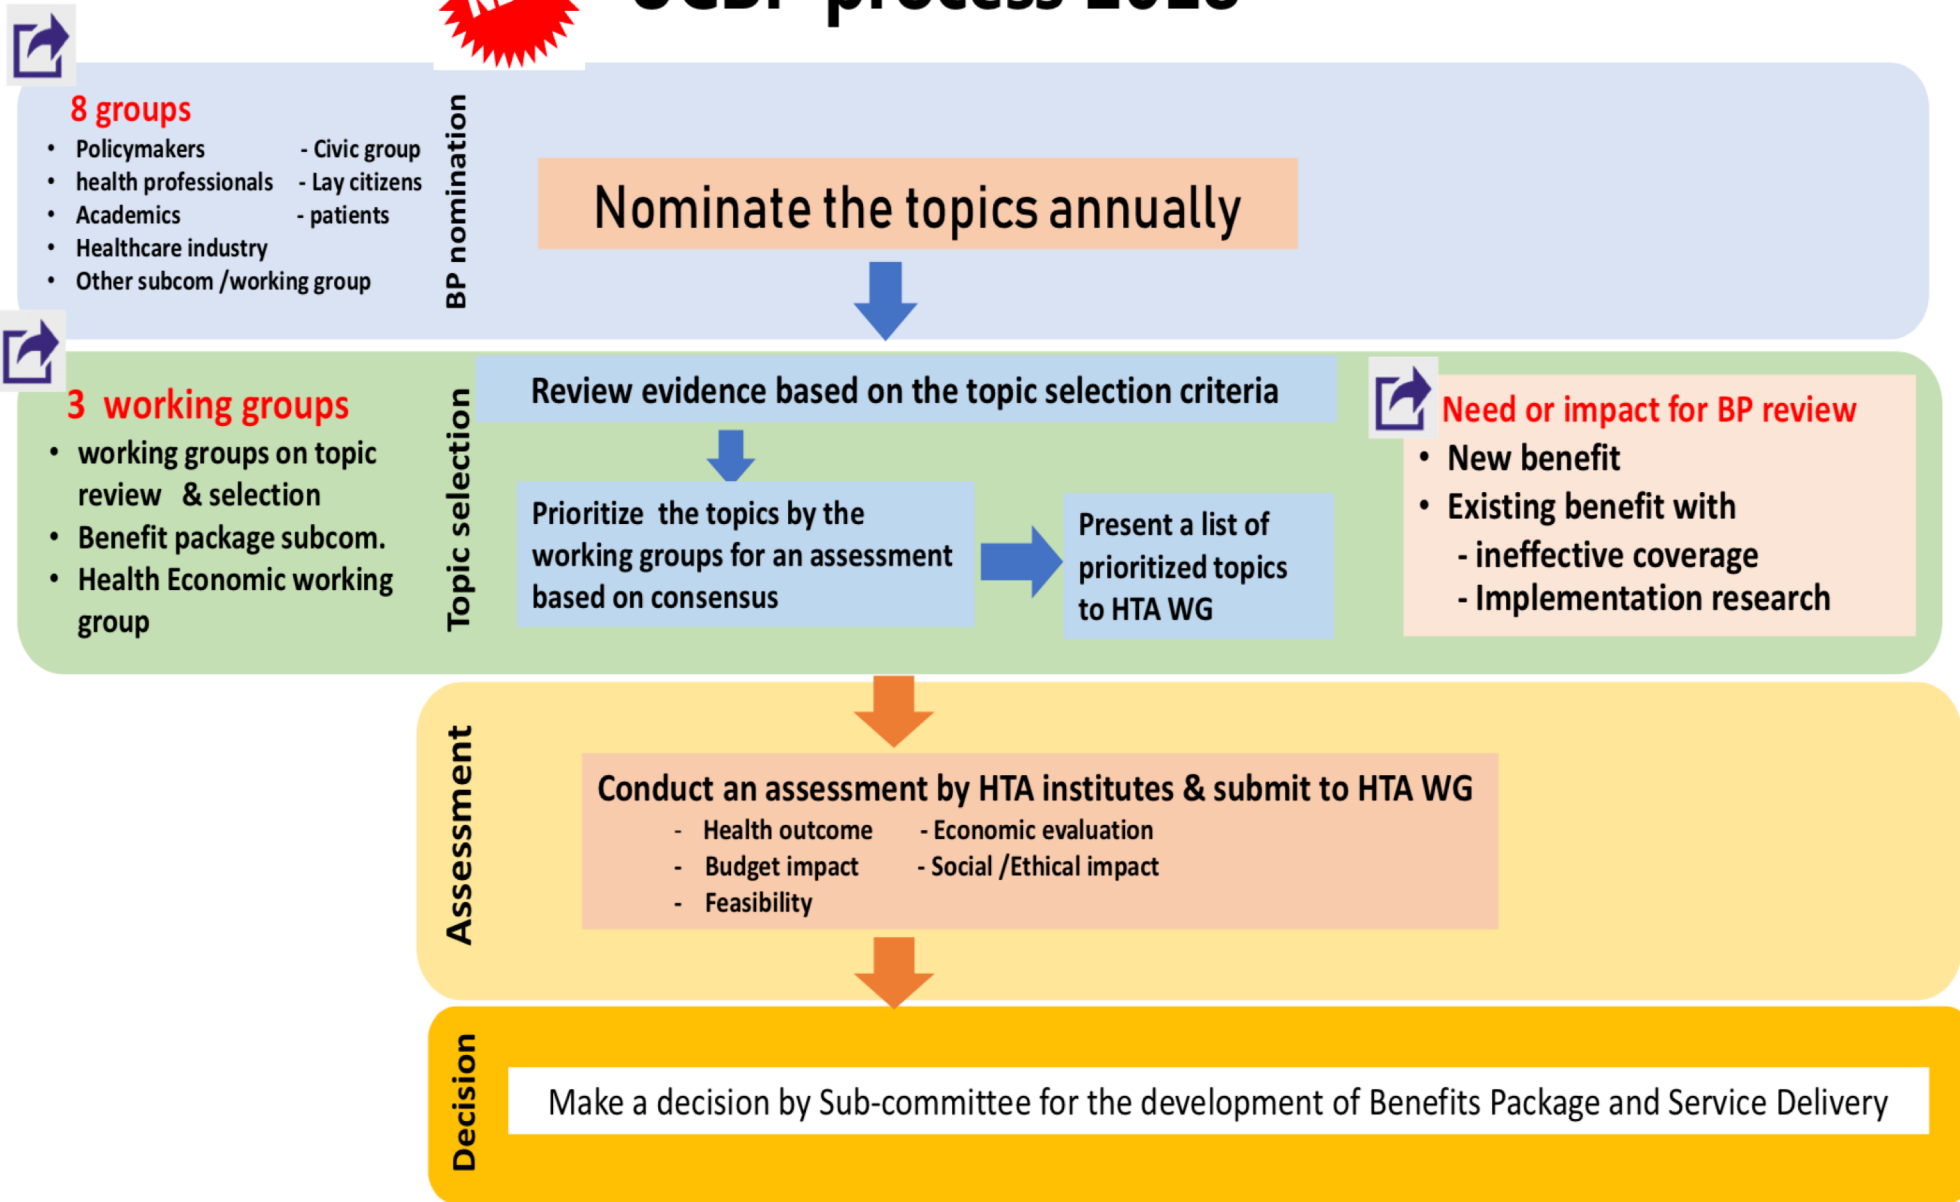 process
8 groups
• Policymakers - Civic group
• health professionals - Lay citizens
• Academics - patients
• Healthcare industry
• Other subcom /working group
BP nomination
Nominate the topics annually
3 working groups
• working groups on topic
review & selection
• Benefit package subcom.
• Health Economic working
group
Topic selection
Review evidence based on the topic selection criteria
Prioritize the topics by the
working groups for an assessment
based on consensus
Present a list of
prioritized topics
to HTA WG
Need or impact for BP review
• New benefit
• Existing benefit with
- ineffective coverage
- Implementation research
Assessment
Conduct an assessment by HTA institutes & submit to HTA WG
- Health outcome - Economic evaluation
- Budget impact - Social /Ethical impact
- Feasibility
Decision
Make a decision by Sub-committee for the development of Benefits Package and Service Delivery